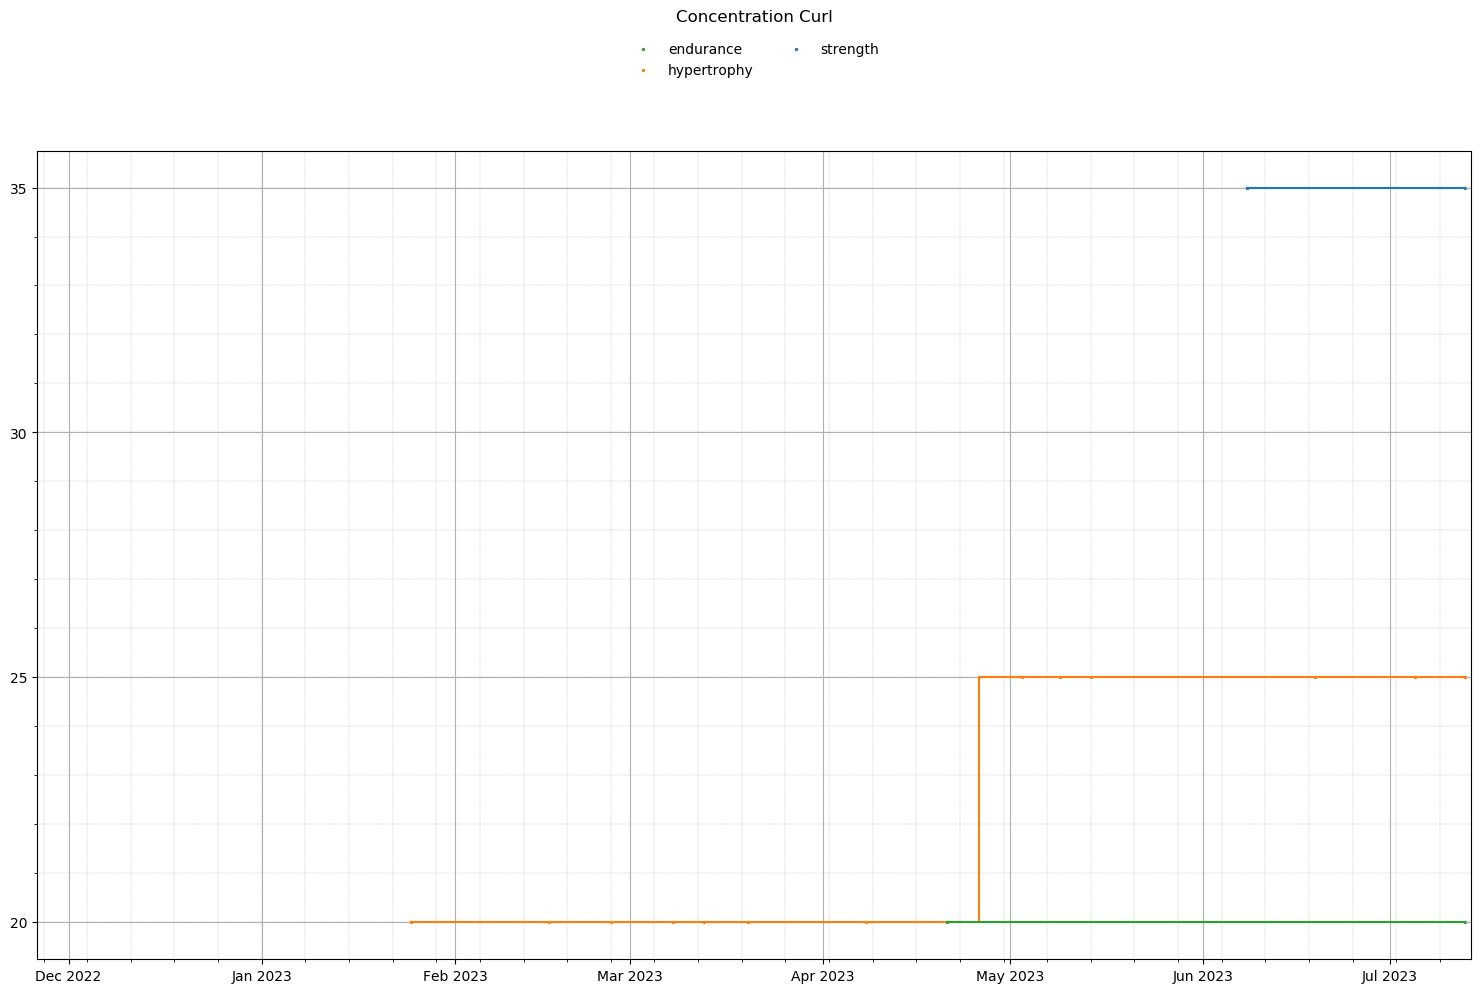 Concentration Curl
endurance strength
hypertrophy
35
30
25
20
Dec 2022 Jan 2023 Feb 2023 Mar 2023 Apr 2023 May 2023 Jun 2023 Jul 2023